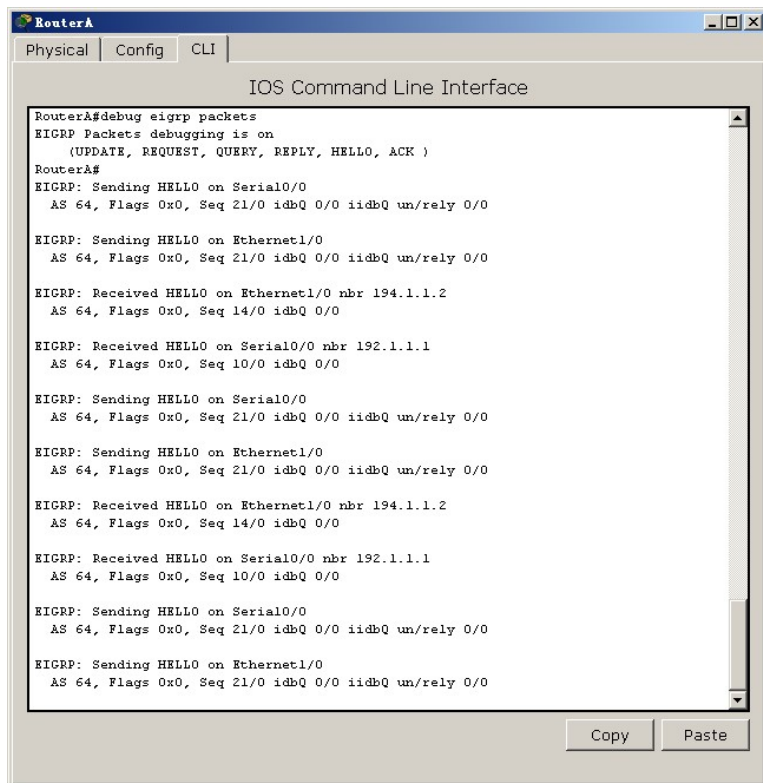 RouterA
Physical Config CLI
IOS Command Line Interface
RouterA#debug eigrp packets
EIGRP Packets debugging is on
(UPDATE, REQUEST, QUERY, REPLY, HELLO, ACK )
RouterA#
EIGRP: Sending HELLO on Serial0/0
AS 64, Flags 0x0, Seq 21/0 idbQ 0/0 iidbQ un/rely 0/0
EIGRP: Sending HELLO on Ethernet1/0
AS 64, Flags 0x0, Seq 21/0 idbQ 0/0 iidbQ un/rely 0/0
EIGRP: Received HELLO on Ethernet1/0 nbr 194.1.1.2
AS 64, Flags 0x0, Seq 14/0 idbQ 0/0
EIGRP: Received HELLO on Serial0/0 nbr 192.1.1.1
AS 64, Flags 0x0, Seq 10/0 idbQ 0/0
EIGRP: Sending HELLO on Serial0/0
AS 64, Flags 0x0, Seq 21/0 idbQ 0/0 iidbQ un/rely 0/0
EIGRP: Sending HELLO on Ethernet1/0
AS 64, Flags 0x0, Seq 21/0 idbQ 0/0 iidbQ un/rely 0/0
EIGRP: Received HELLO on Ethernet1/0 nbr 194.1.1.2
AS 64, Flags 0x0, Seq 14/0 idbQ 0/0
EIGRP: Received HELLO on Serial0/0 nbr 192.1.1.1
AS 64, Flags 0x0, Seq 10/0 idbQ 0/0
EIGRP: Sending HELLO on Serial0/0
AS 64, Flags 0x0, Seq 21/0 idbQ 0/0 iidbQ un/rely 0/0
EIGRP: Sending HELLO on Ethernet1/0
AS 64, Flags 0x0, Seq 21/0 idbQ 0/0 iidbQ un/rely 0/0
Copy Paste